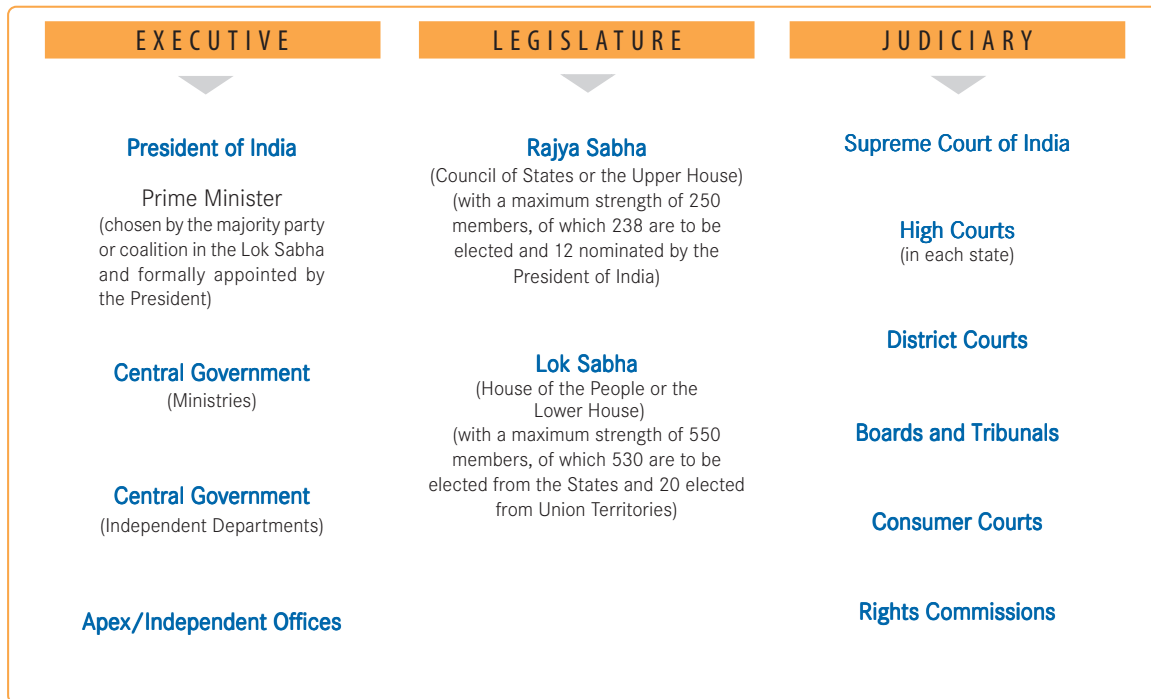 EXECUTIVE
President of India
Prime Minister
(chosen by the majority party
or coalition in the Lok Sabha
and formally appointed by
the President)
Central Government
(Ministries)
Central Government
(Independent Departments)
Apex/Independent Offices
LEGISLATURE
Rajya Sabha
(Council of States or the Upper House)
(with a maximum strength of 250
members, of which 238 are to be
elected and 12 nominated by the
President of India)
Lok Sabha
(House of the People or the
Lower House)
(with a maximum strength of 550
members, of which 530 are to be
elected from the States and 20 elected
from Union Territories)
JUDICIARY
Supreme Court of India
High Courts
(in each state)
District Courts
Boards and Tribunals
Consumer Courts
Rights Commissions